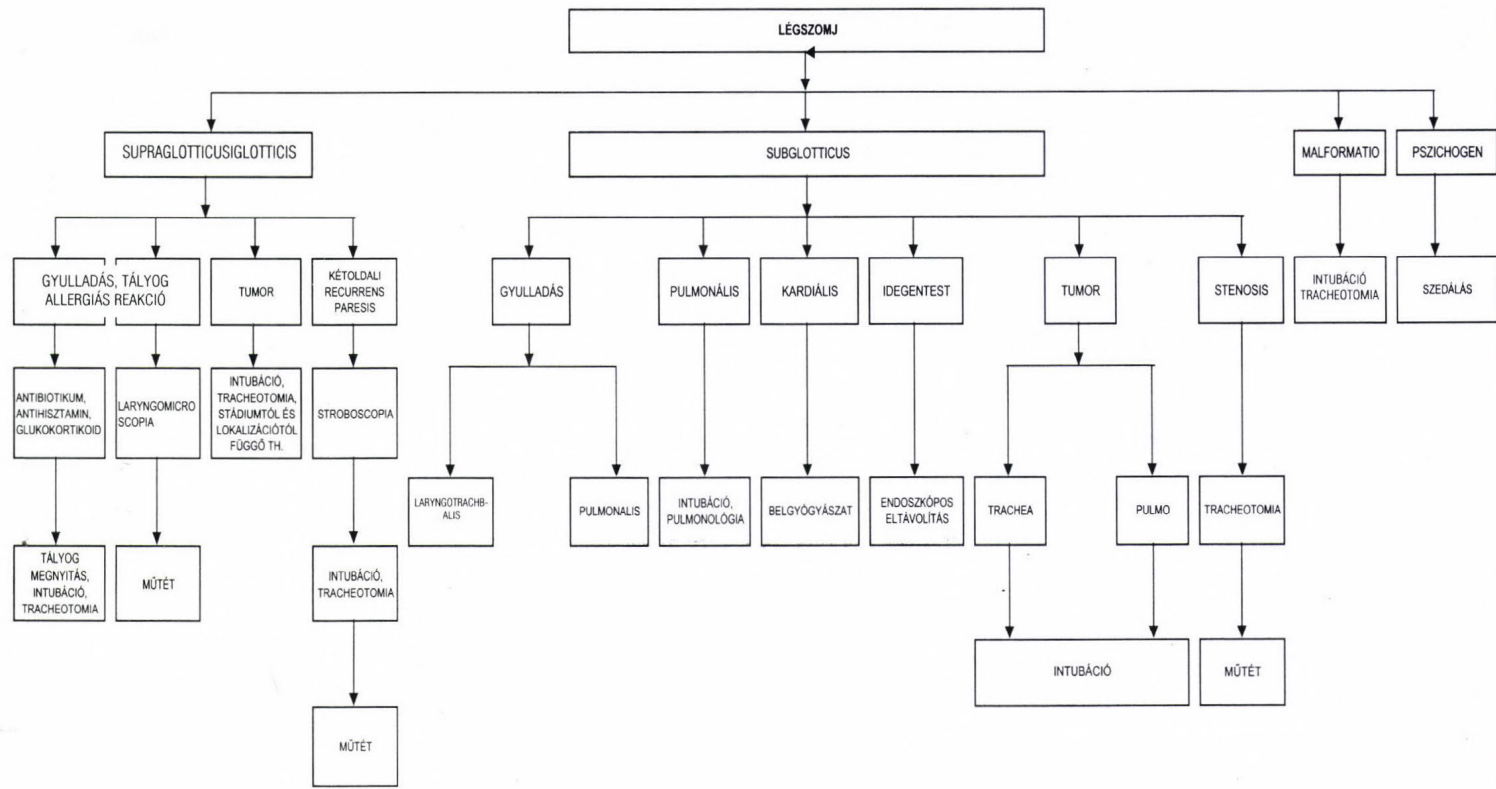 LÉGSZOMJ
SUPRAGLOTTICUSIGLOTTICIS
SUBGLOTTICUS
MALFORMATIO
PSZICHOGEN
GYULLADÁS, TÁLYOG
ALLERGIÁS REAKCIÓ
TUMOR
KÉTOLDALI
RECURRENS
PARESIS
GYULLADÁS
PULMONÁLIS
KARDIÁLIS
IDEGENTEST
TUMOR
STENOSIS
INTUBÁCIÓ
TRACHEOTOMIA
SZEDÁLÁS
ANTIBIOTIKUM,
ANTIHISZTAMIN,
GLUKOKORTIKOID
LARYNGOMICRO
SCOPIA
INTUBÁCIÓ,
TRACHEOTOMIA,
STÁDIUMTÓL ÉS
LOKALIZÁCIÓTÓL
FÜGGŐ TH.
STROBOSCOPIA
LARYNGOTRACHB-
ALIS
PULMONALIS
INTUBÁCIÓ,
PULMONOLÓGIA
BELGYÓGYÁSZAT
ENDOSZKÓPOS
ELTÁVOLÍTÁS
TRACHEA
PULMO
TRACHEOTOMIA
TÁLYOG
MEGNYITÁS,
INTUBÁCIÓ,
TRACHEOTOMIA
MŰTÉT
INTUBÁCIÓ,
TRACHEOTOMIA
INTUBÁCIÓ
MŰTÉT
MŰTÉT